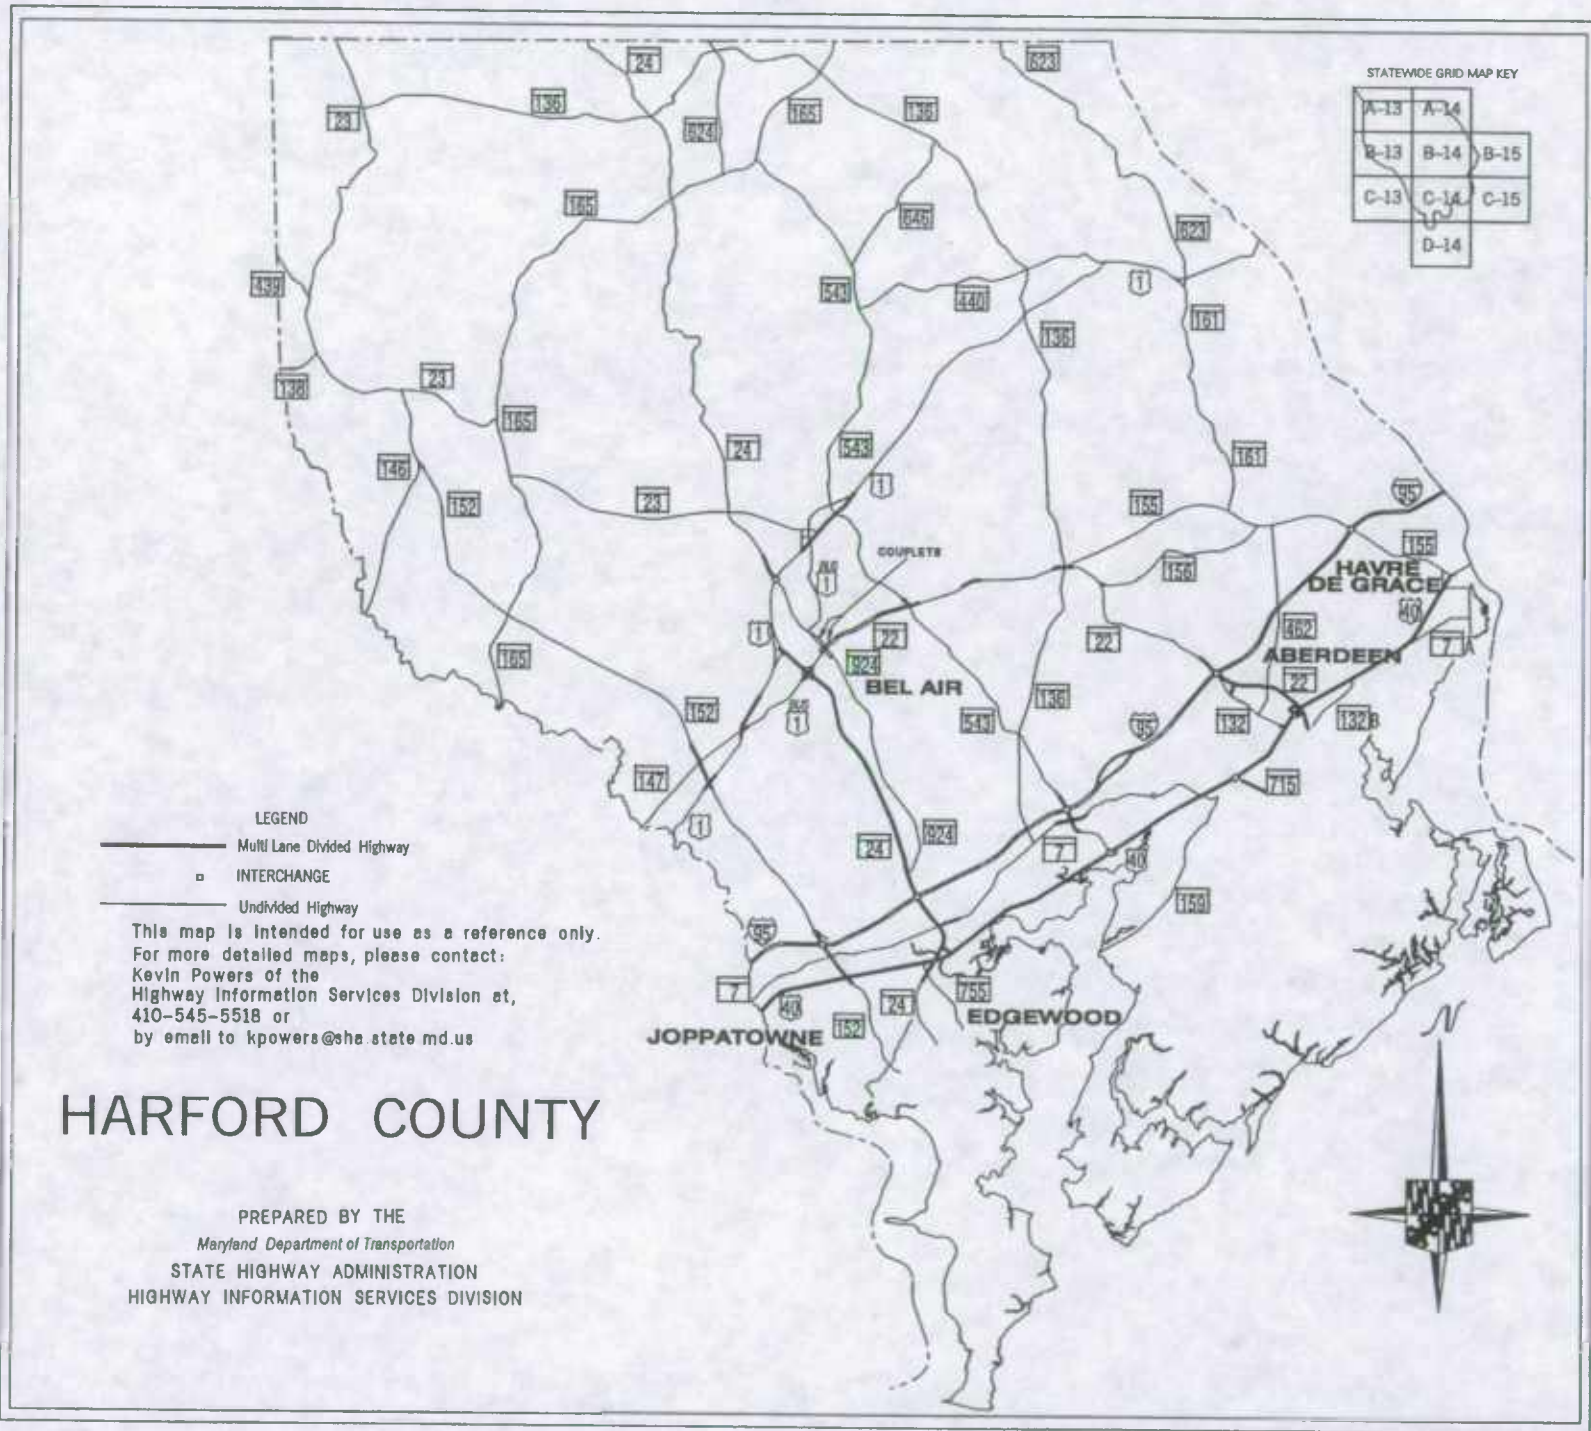 STATEWIDE GRID MAP KEY
A-13 A-14
B-13 B-14 B-15
C-13 C-14 C-15
D-14
24
623
136
165
136
23
624
165
646
623
439
543
440
1
161
136
138
23
165
24
543
161
146
1
95
152
23
155
155
COUPLETS
HAVRE
DE GRACE
156
BUS
1
40
462
1
22
22
7 A
165
924
ABERDEEN
BEL AIR
22
136
152
BUS
1
543
95
132
132 B
147
715
1
924
24
7
40
159
95
7
40
24
755
152
EDGEWOOD
JOPPATOWNE
LEGEND
Multi Lane Divided Highway
INTERCHANGE
Undivided Highway
This map is intended for use as a reference only.
For more detailed maps, please contact:
Kevin Powers of the
Highway Information Services Division at,
410-545-5518 or
by email to kpowers@sha.state md.us
HARFORD COUNTY
N
PREPARED BY THE
Maryland Department of Transportation
STATE HIGHWAY ADMINISTRATION
HIGHWAY INFORMATION SERVICES DIVISION